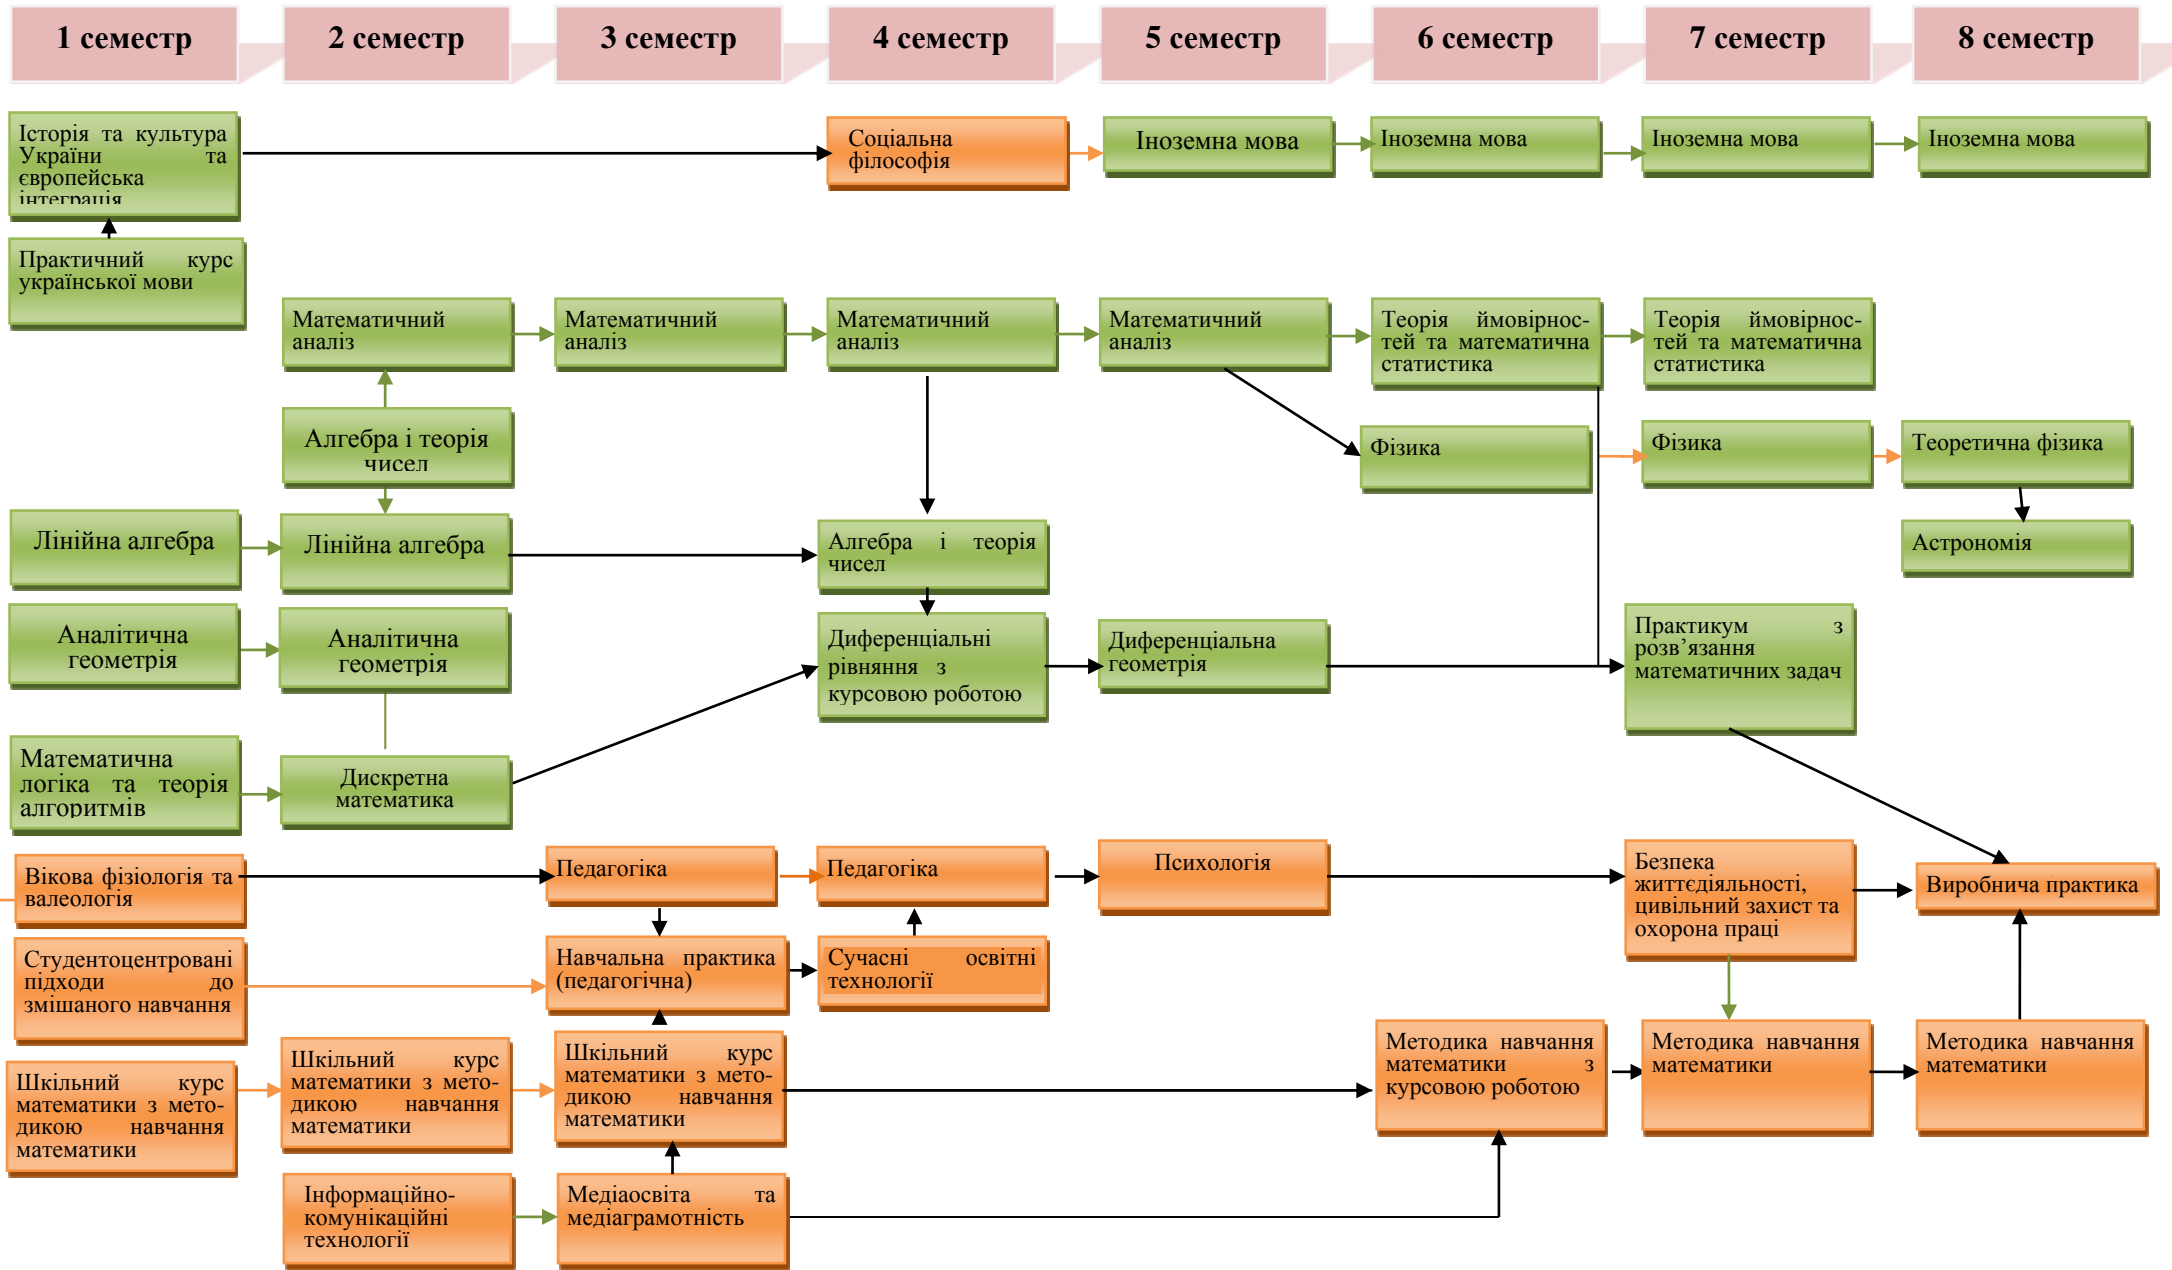 1 семестр
2 семестр
3 семестр
4 семестр
5 семестр
6 семестр
7 семестр
8 семестр
Історія та культура
України та
європейська
інтеграція
Соціальна
філософія
Іноземна мова
Іноземна мова
Іноземна мова
Іноземна мова
Практичний курс
української мови
Математичний
аналіз
Математичний
аналіз
Математичний
аналіз
Математичний
аналіз
Теорія ймовірнос-
тей та математична
статистика
Теорія ймовірнос-
тей та математична
статистика
Алгебра і теорія
чисел
Фізика
Фізика
Теоретична фізика
Лінійна алгебра
Лінійна алгебра
Алгебра і теорія
чисел
Астрономія
Аналітична
геометрія
Аналітична
геометрія
Диференціальні
рівняння з
курсовою роботою
Диференціальна
геометрія
Практикум з
розв’язання
математичних задач
Математична
логіка та теорія
алгоритмів
Дискретна
математика
Вікова фізіологія та
валеологія
Педагогіка
Педагогіка
Психологія
Безпека
життєдіяльності,
цивільний захист та
охорона праці
Виробнича практика
Студентоцентровані
підходи до
змішаного навчання
Навчальна практика
(педагогічна)
Сучасні освітні
технології
Шкільний курс
математики з мето-
дикою навчання
математики
Шкільний курс
математики з мето-
дикою навчання
математики
Шкільний курс
математики з мето-
дикою навчання
математики
Методика навчання
математики з
курсовою роботою
Методика навчання
математики
Методика навчання
математики
Інформаційно-
комунікаційні
технології
Медіаосвіта та
медіаграмотність